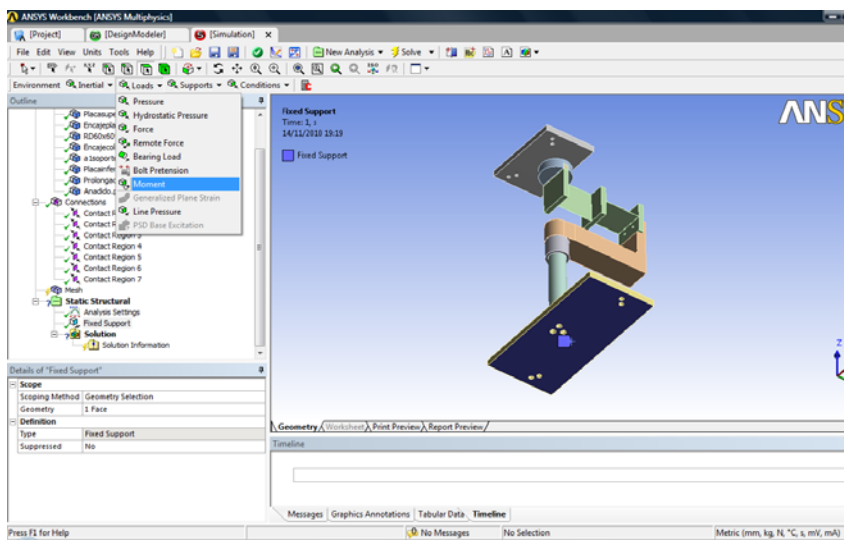 ANSYS Workbench [ANSYS Multiphysics]
[Project] [DesignModeler] [Simulation] x
File Edit View Units Tools Help New Analysis Solve
Environment Inertial Loads Supports Conditions
Outline
Pressure
Hydrostatic Pressure
Force
Remote Force
Bearing Load
Bolt Pretension
Moment
Generalized Plane Strain
Line Pressure
PSD Base Excitation
RD60x60
Connections
Contact Region 4
Contact Region 5
Contact Region 6
Contact Region 7
Mesh
Static Structural
Analysis Settings
Fixed Support
Solution
Solution Information
Fixed Support
Time: 1, s
14/11/2010 19:19
Fixed Support
ANS
Z
Details of "Fixed Support"
Scope
Scoping Method Geometry Selection
Geometry 1 Face
Definition
Type Fixed Support
Suppressed No
Geometry Worksheet Print Preview Report Preview
Timeline
Messages Graphics Annotations Tabular Data Timeline
Press F1 for Help No Messages No Selection Metric (mm, kg, N, °C, s, mV, mA)